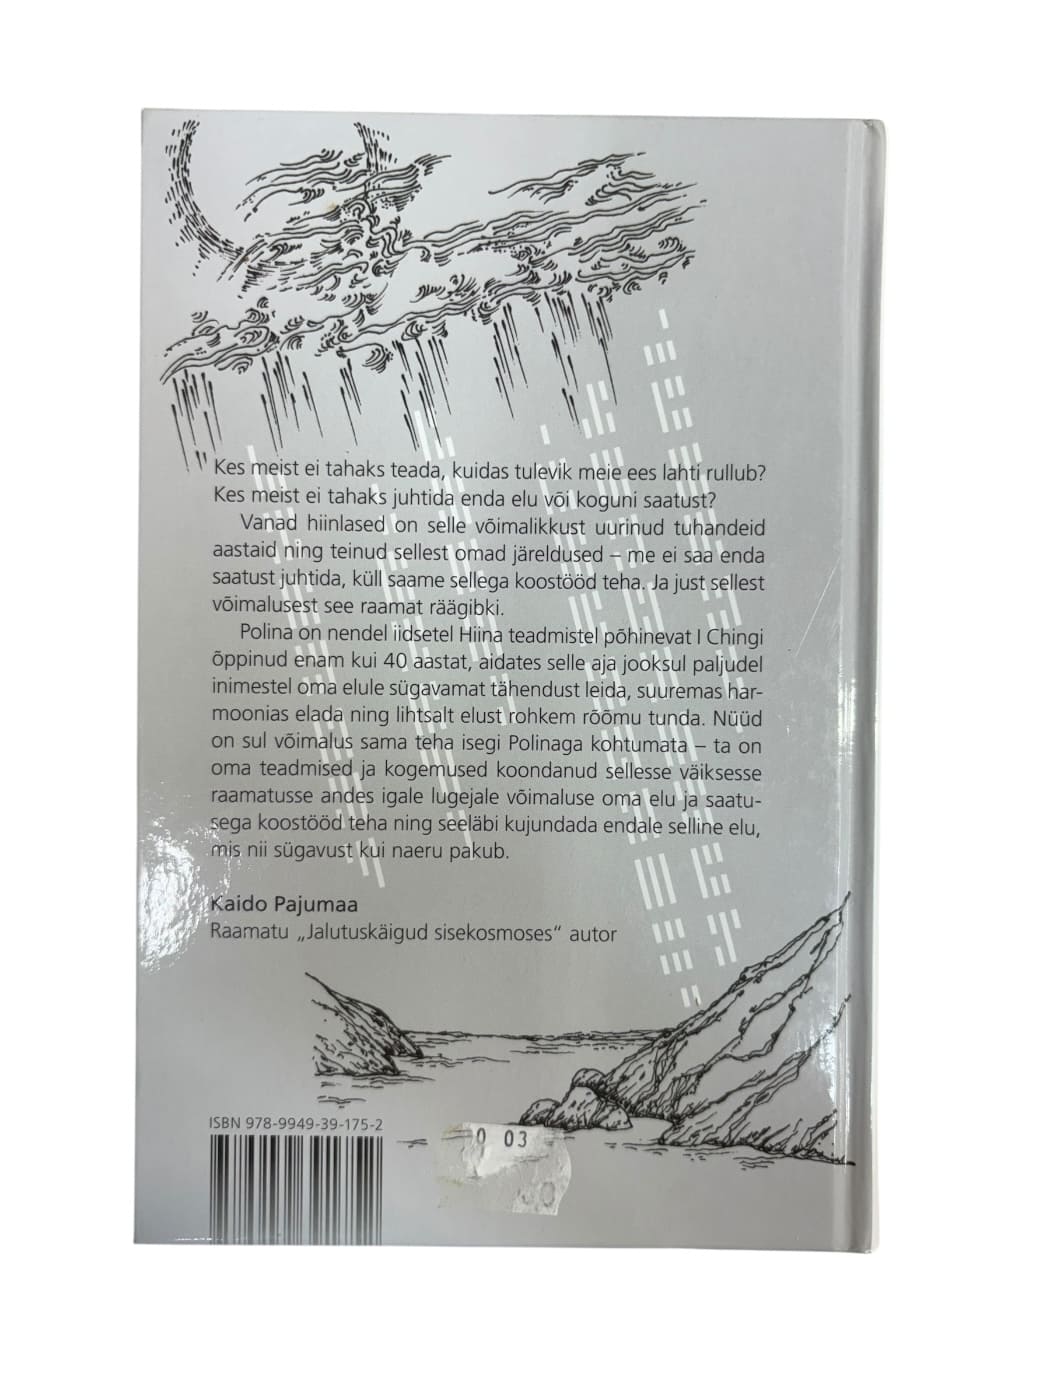 Kes meist ei tahaks teada, kuidas tulevik meie ees lahti rullub?
Kes meist ei tahaks juhtida enda elu või koguni saatust?
Vanad hiinlased on selle võimalikkust uurinud tuhandeid
aastaid ning teinud sellest omad järeldused – me ei saa enda
saatust juhtida, küll saame sellega koostööd teha. Ja just sellest
võimalusest see raamat räägibki.
Polina on nendel iidsetel Hiina teadmistel põhinevat I Chingi
õppinud enam kui 40 aastat, aidates selle aja jooksul paljudel
inimestel oma elule sügavamat tähendust leida, suuremas har-
moonias elada ning lihtsalt elust rohkem rõõmu tunda. Nüüd
on sul võimalus sama teha isegi Polinaga kohtumata – ta on
oma teadmised ja kogemused koondanud sellesse väiksesse
raamatusse andes igale lugejale võimaluse oma elu ja saatu-
sega koostööd teha ning seeläbi kujundada endale selline elu,
mis nii sügavust kui naeru pakub.
Kaido Pajumaa
Raamatu „Jalutuskäigud sisekosmoses“ autor
ISBN 978-9949-39-175-2
0 03